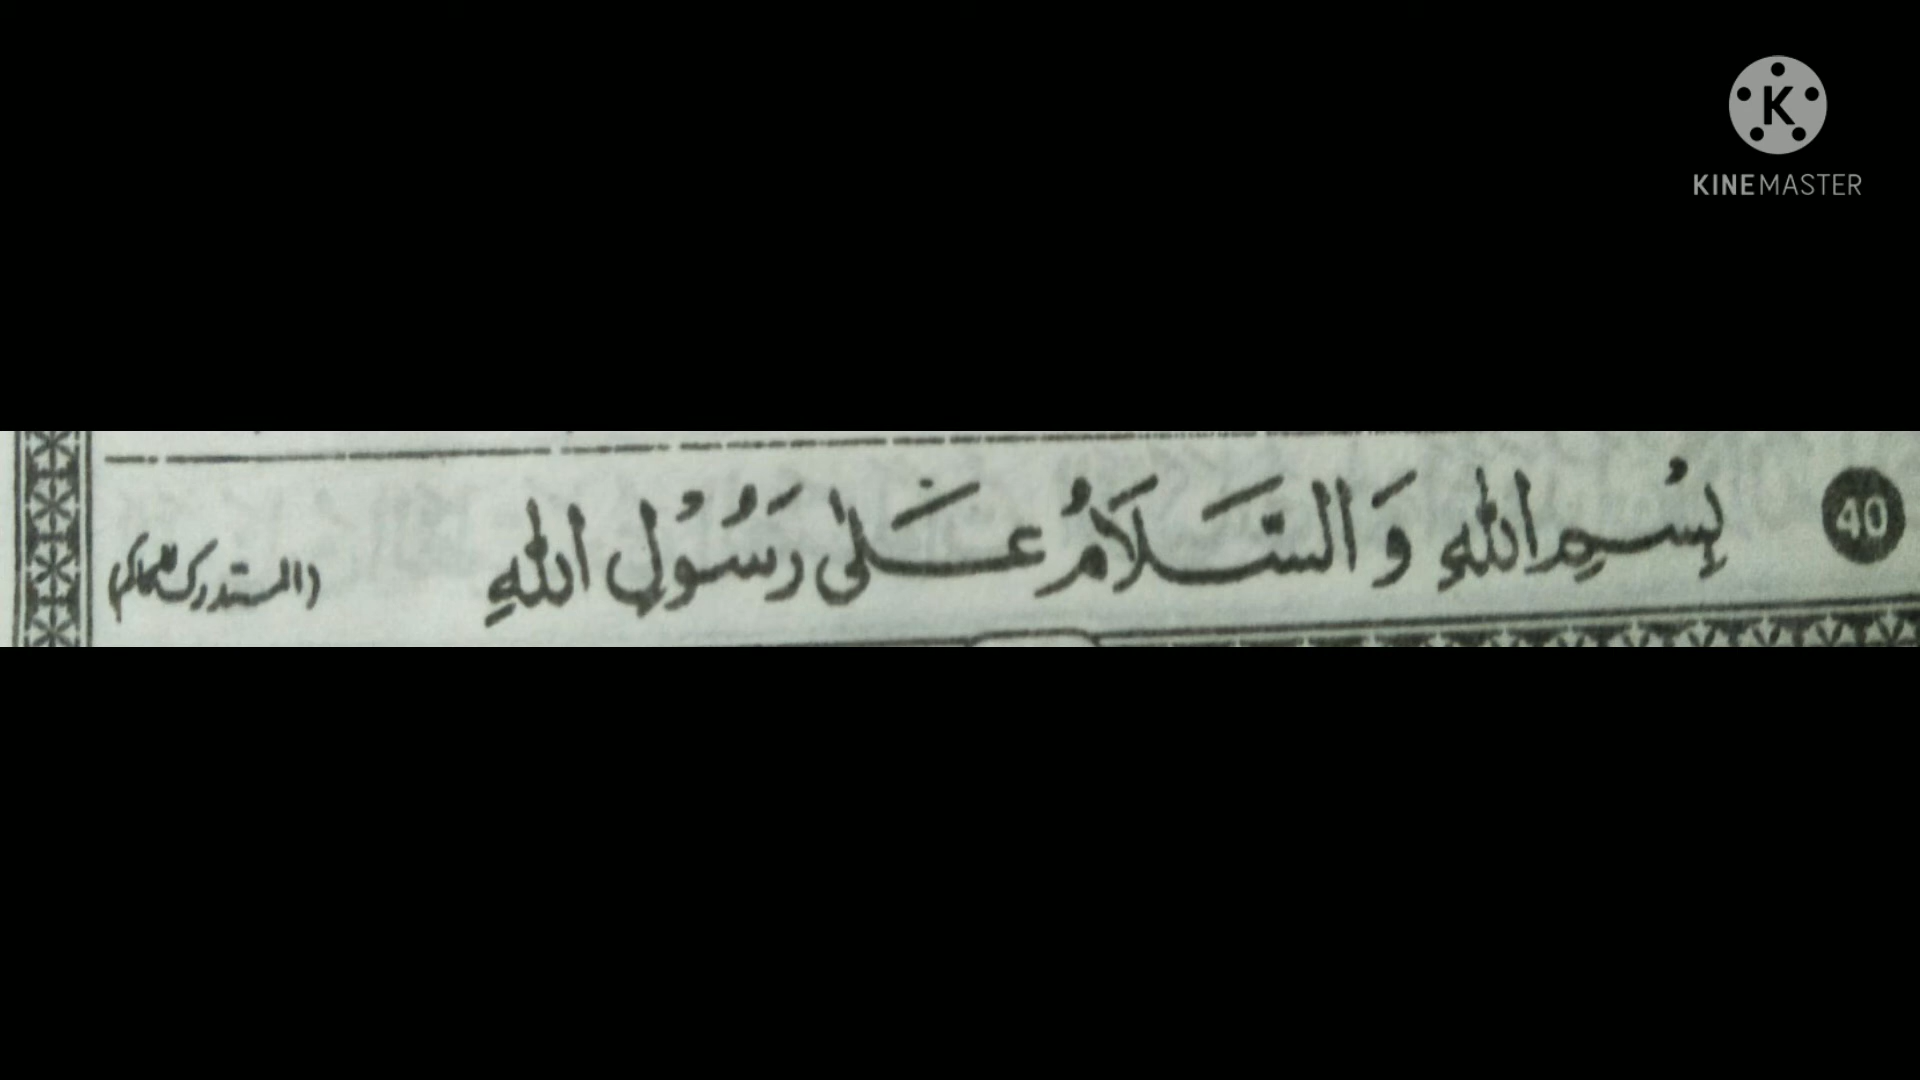 K
KINEMASTER
40 بِسْمِ اللهِ وَ السَّلَامُ عَلٰى رَسُوْلِ اللهِ (المستدرک للحاکم)